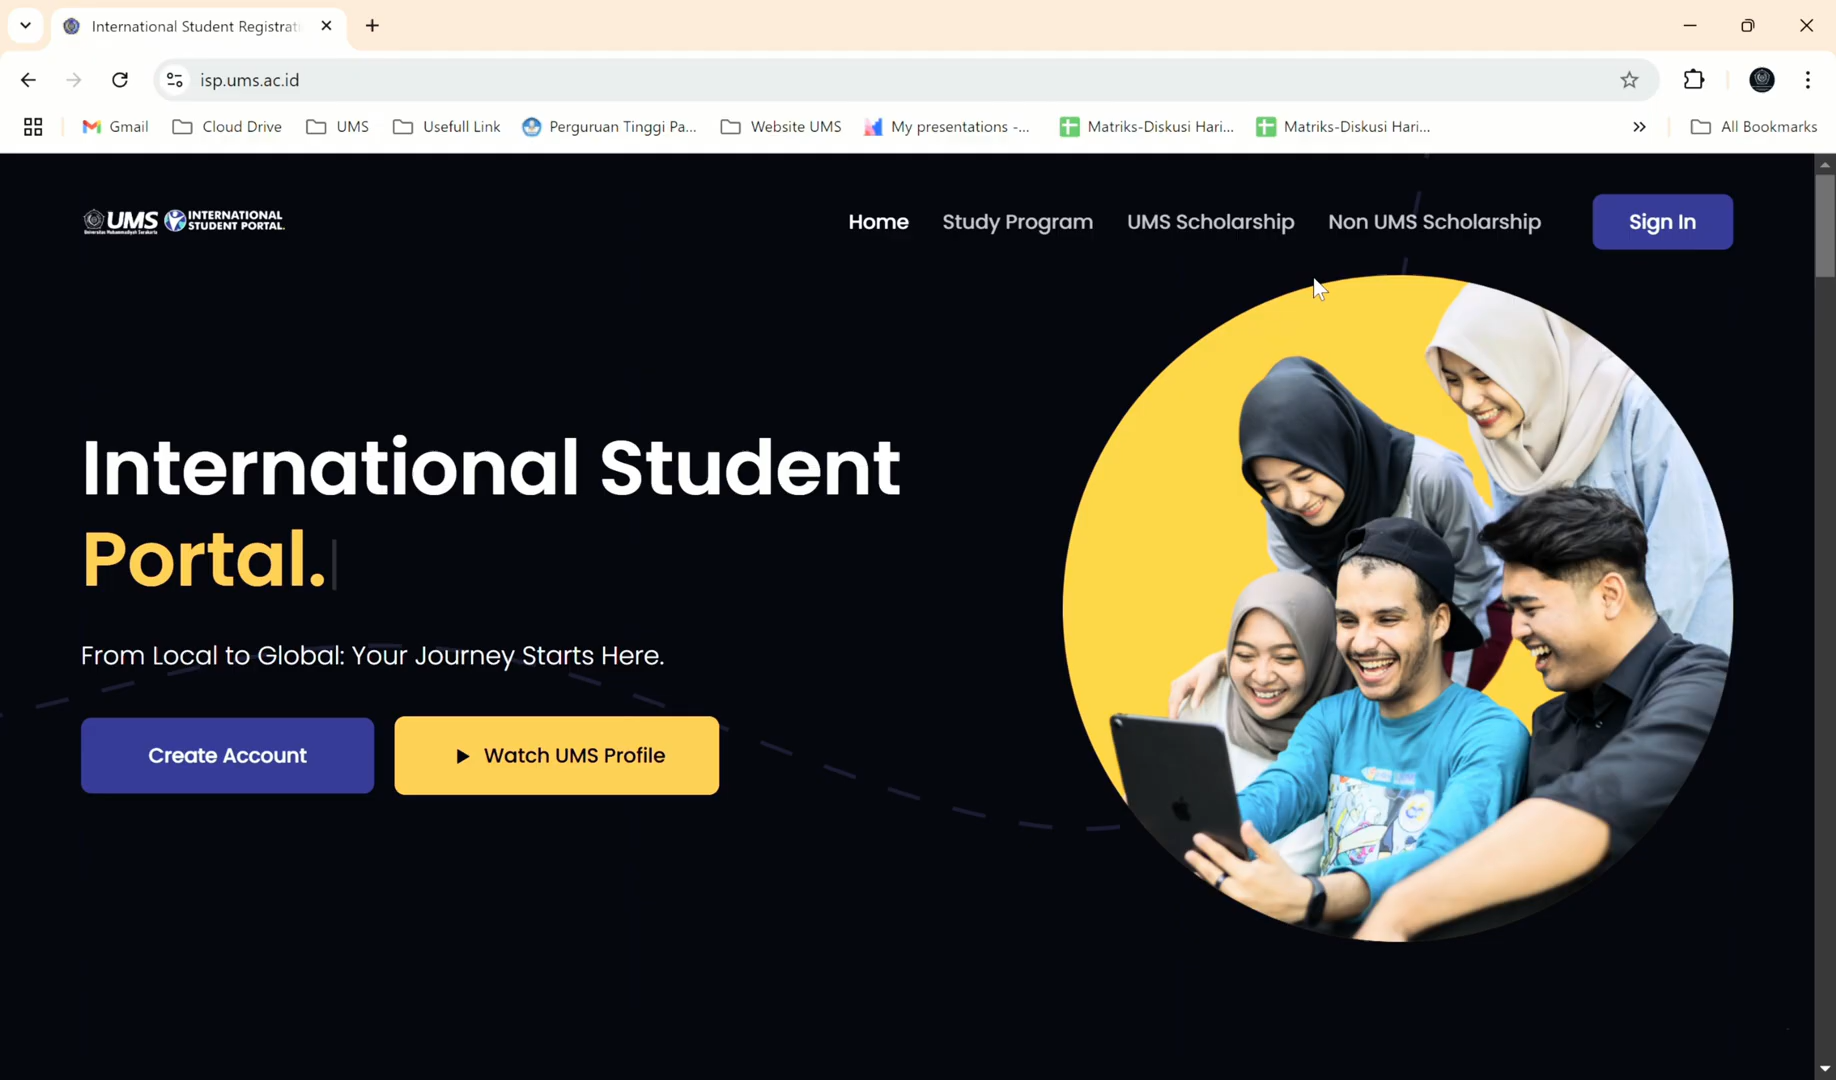 International Student Registrat
isp.ums.ac.id
Gmail
Cloud Drive
UMS
Usefull Link
Perguruan Tinggi Pa...
Website UMS
My presentations -...
Matriks-Diskusi Hari...
Matriks-Diskusi Hari...
All Bookmarks
UMS
Universitas Muhammadiyah Surakarta
INTERNATIONAL
STUDENT PORTAL.
Home
Study Program
UMS Scholarship
Non UMS Scholarship
Sign In
International Student
Portal.
From Local to Global: Your Journey Starts Here.
Create Account
Watch UMS Profile